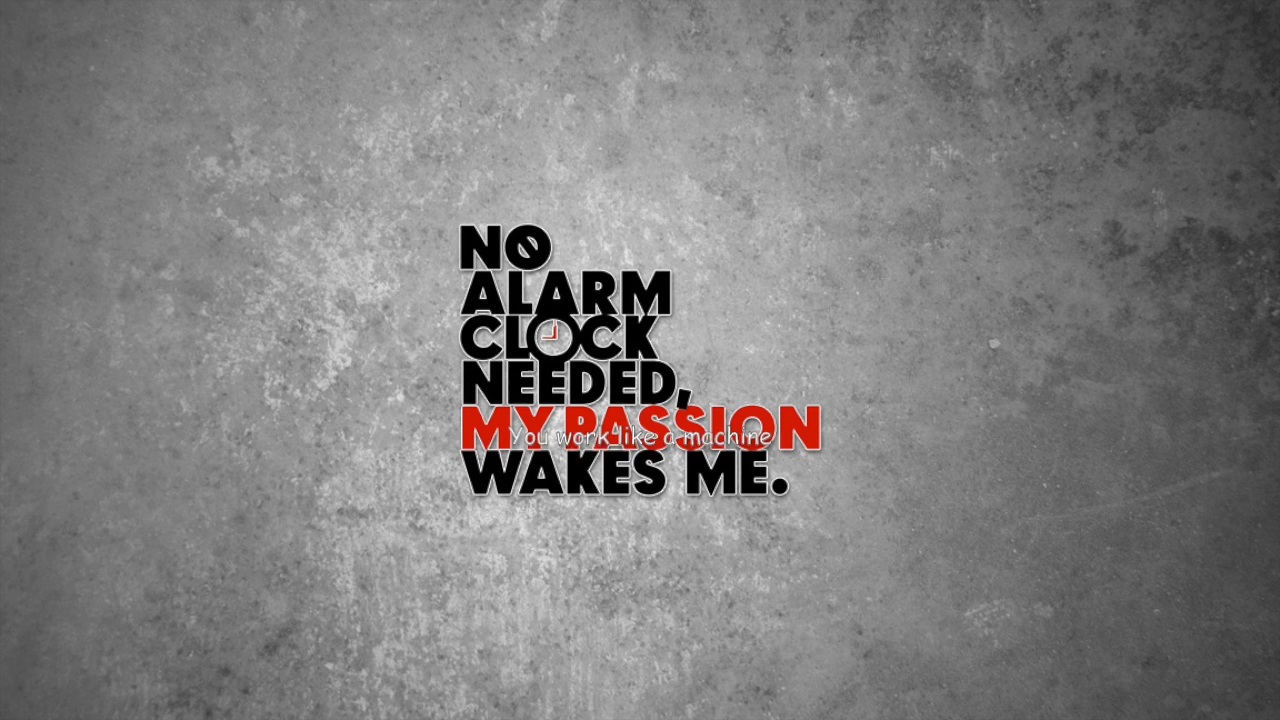 NO
ALARM
CLOCK
NEEDED,
MY PASSION
You work like a machine
WAKES ME.